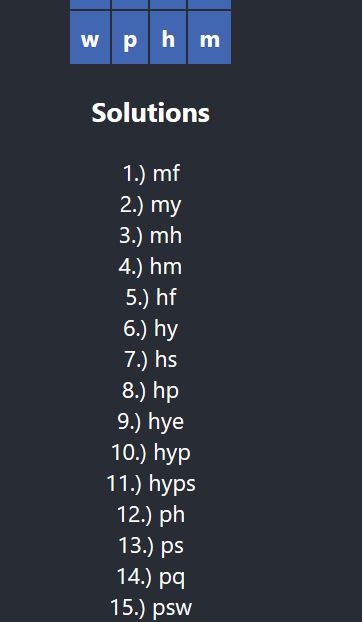 w p h m
Solutions
1.) mf
2.) my
3.) mh
4.) hm
5.) hf
6.) hy
7.) hs
8.) hp
9.) hye
10.) hyp
11.) hyps
12.) ph
13.) ps
14.) pq
15.) psw